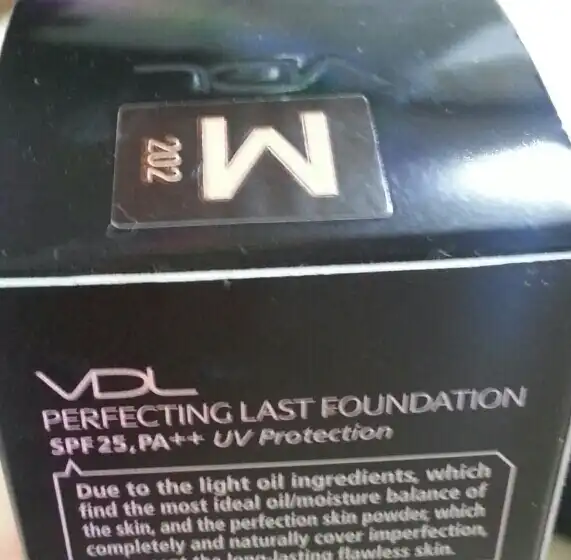 VDL
M
202
VDL
PERFECTING LAST FOUNDATION
SPF25, PA++ UV Protection
Due to the light oil ingredients, which
find the most ideal oil/moisture balance of
the skin, and the perfection skin powder, which
completely and naturally cover imperfection,
the long-lasting flawless skin.